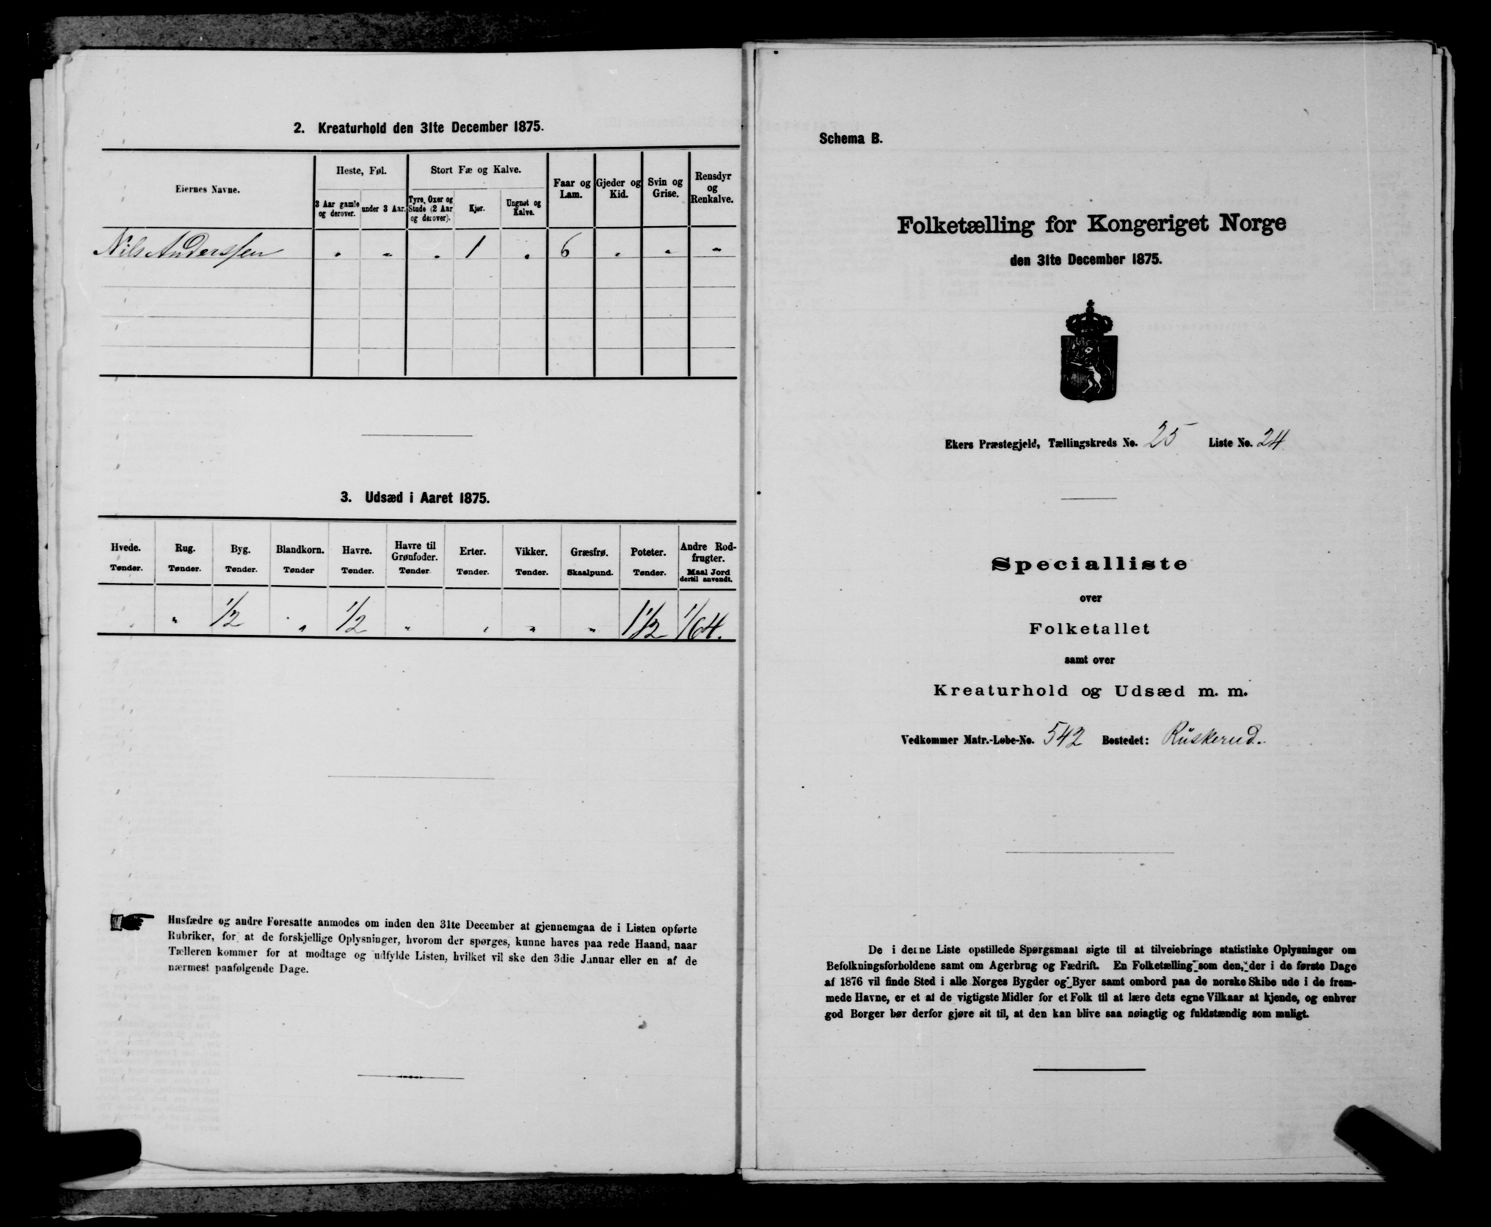 2. Kreaturhold den 31te December 1875.
Eiernes Navne.
Heste, Føl.
Stort Fæ og Kalve.
Faar og Lam.
Gjeder og Kid.
Svin og Grise.
Rensdyr og Renkalve.
3 Aar gamle og derover.
under 3 Aar.
Tyre, Oxer og Stude (2 Aar og derover).
Kjør.
Ungnøt og Kalve.
Nils Anderssen " " " 1 " 6 " " "
3. Udsæd i Aaret 1875.
Hvede. Rug. Byg. Blandkorn. Havre. Havre til Grønfoder. Erter. Vikker. Græsfrø. Poteter. Andre Rodfrugter.
Tønder. Tønder. Tønder. Tønder Tønder. Tønder Tønder. Tønder. Skaalpund. Tønder. Maal Jord dertil anvendt.
" " 1/2 " 1/2 " " " " 1 1/2 1/64.
Husfædre og andre Foresatte anmodes om inden den 31te December at gjennemgaa de i Listen opførte
Rubriker, for at de forskjellige Oplysninger, hvorom der spørges, kunne haves paa rede Haand, naar
Tælleren kommer for at modtage og udfylde Listen, hvilket vil ske den 3die Januar eller en af de
nærmest paafølgende Dage.
Schema B.
Folketælling for Kongeriget Norge
den 31te December 1875.
Ekers Præstegjeld, Tællingskreds No. 25 Liste No. 24
Specialliste
over
Folketallet
samt over
Kreaturhold og Udsæd m. m.
Vedkommer Matr.-Løbe-No. 542 Bostedet: Ruskerud.
De i denne Liste opstillede Spørgsmaal sigte til at tilveiebringe statistiske Oplysninger om
Befolkningsforholdene samt om Agerbrug og Fædrift. En Folketælling som den, der i de første Dage
af 1876 vil finde Sted i alle Norges Bygder og Byer samt ombord paa de norske Skibe ude i de frem-
mede Havne, er et af de vigtigste Midler for et Folk til at lære dets egne Vilkaar at kjende, og enhver
god Borger bør derfor gjøre sit til, at den kan blive saa nøiagtig og fuldstændig som muligt.